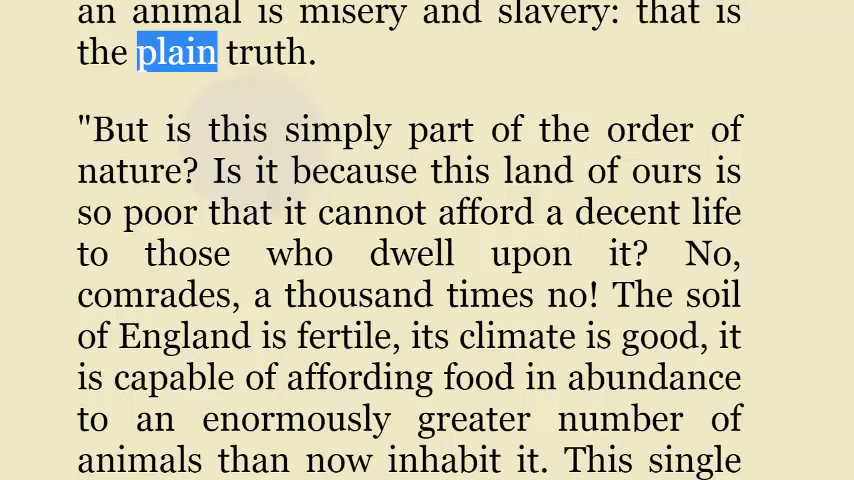 an animal is misery and slavery: that is
the plain truth.
"But is this simply part of the order of
nature? Is it because this land of ours is
so poor that it cannot afford a decent life
to those who dwell upon it? No,
comrades, a thousand times no! The soil
of England is fertile, its climate is good, it
is capable of affording food in abundance
to an enormously greater number of
animals than now inhabit it. This single